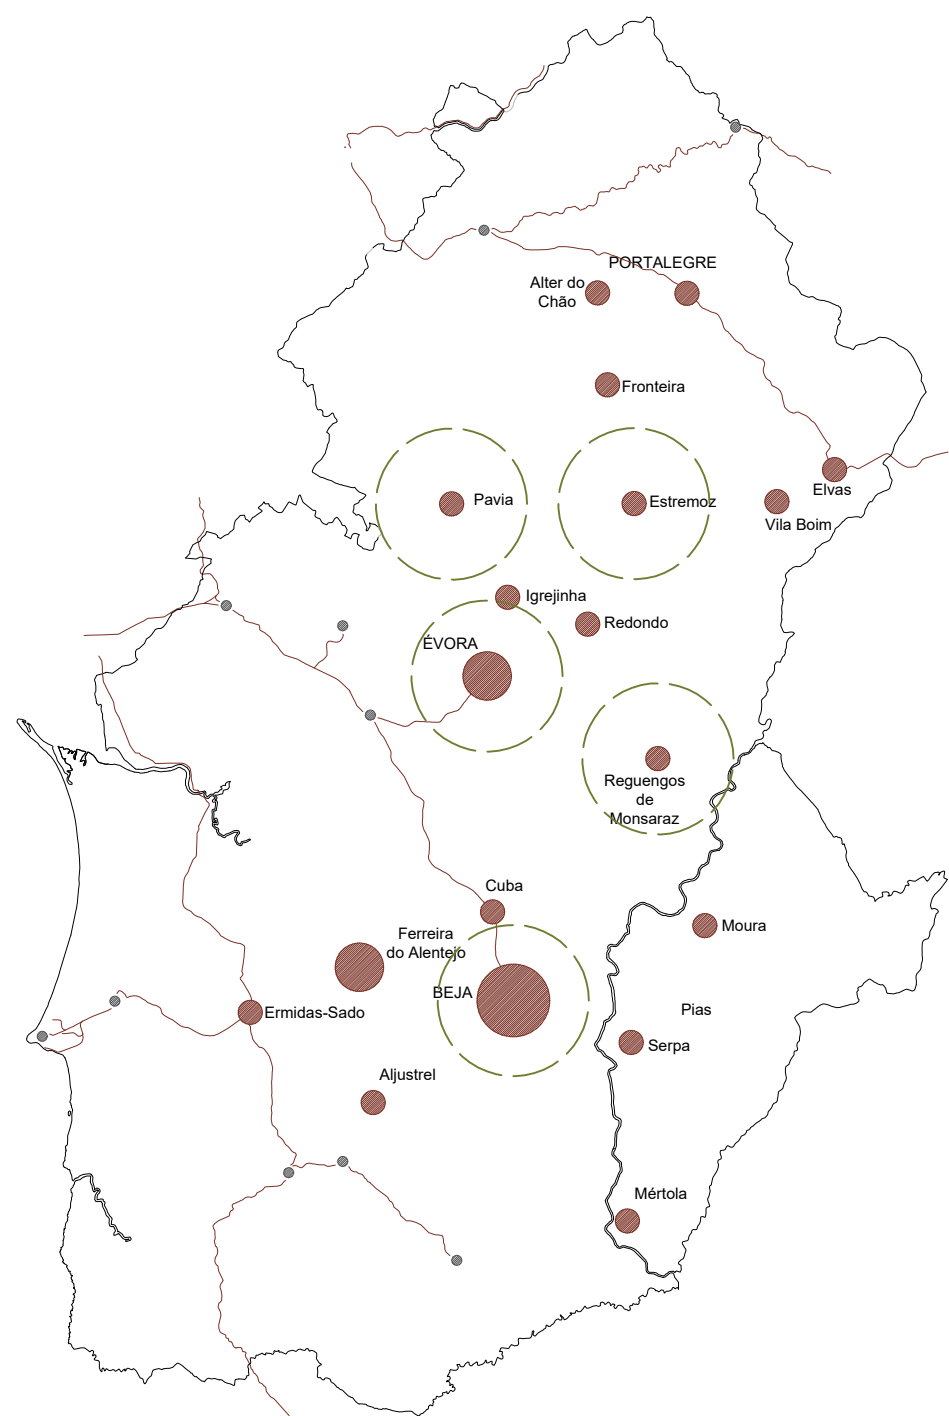 PORTALEGRE
Alter do
Chão
Fronteira
Elvas
Pavia
Estremoz
Vila Boim
Igrejinha
Redondo
ÉVORA
Reguengos
de
Monsaraz
Cuba
Moura
Ferreira
do Alentejo
BEJA
Pias
Ermidas-Sado
Serpa
Aljustrel
Mértola